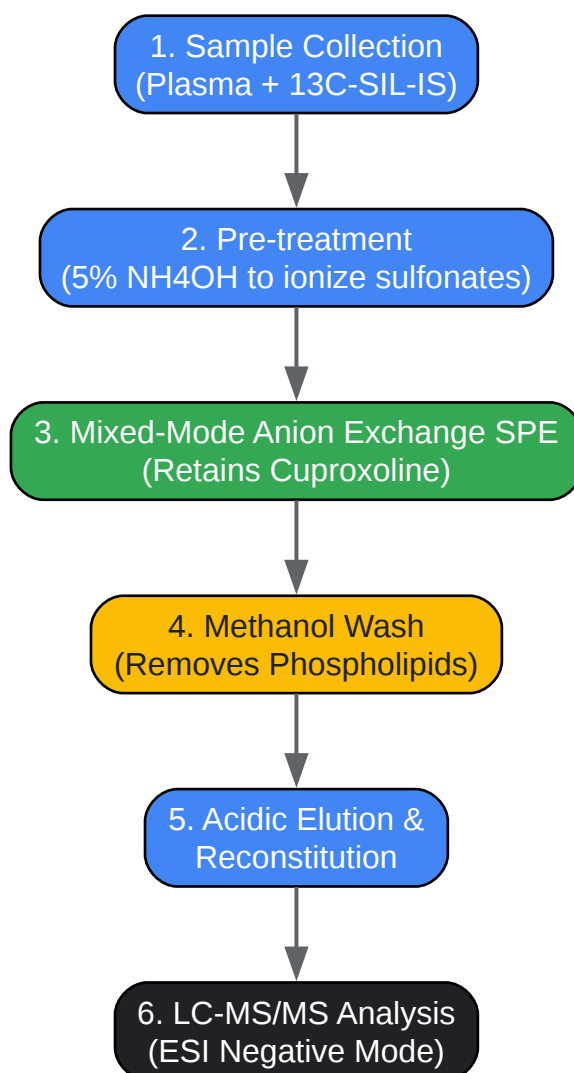 1. Sample Collection
(Plasma + 13C-SIL-IS)
2. Pre-treatment
(5% NH4OH to ionize sulfonates)
3. Mixed-Mode Anion Exchange SPE
(Retains Cuproxoline)
4. Methanol Wash
(Removes Phospholipids)
5. Acidic Elution &
Reconstitution
6. LC-MS/MS Analysis
(ESI Negative Mode)